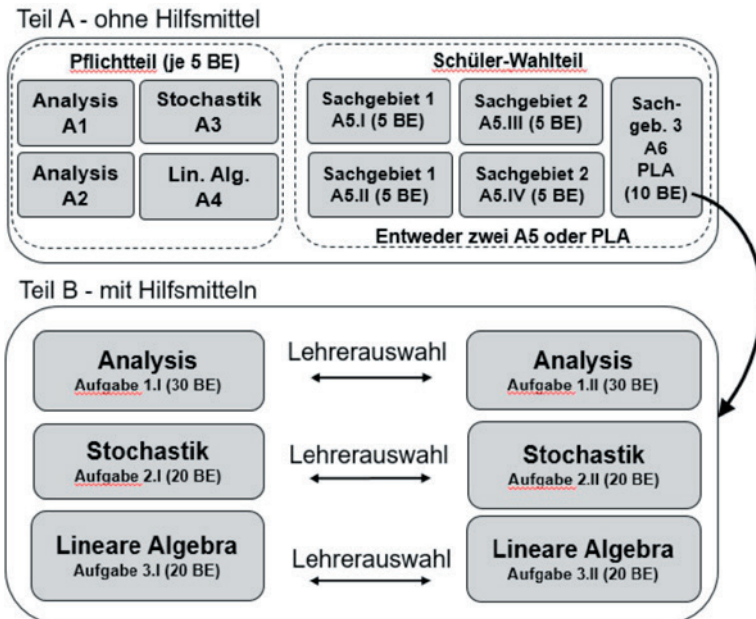 Teil A - ohne Hilfsmittel
Pflichtteil (je 5 BE)
Analysis
A1
Stochastik
A3
Analysis
A2
Lin. Alg.
A4
Schüler-Wahlteil
Sachgebiet 1
A5.I (5 BE)
Sachgebiet 2
A5.III (5 BE)
Sachgebiet 1
A5.II (5 BE)
Sachgebiet 2
A5.IV (5 BE)
Sach-
geb. 3
A6
PLA
(10 BE)
Entweder zwei A5 oder PLA
Teil B - mit Hilfsmitteln
Analysis
Aufgabe 1.I (30 BE)
Lehrerauswahl
Analysis
Aufgabe 1.II (30 BE)
Stochastik
Aufgabe 2.I (20 BE)
Lehrerauswahl
Stochastik
Aufgabe 2.II (20 BE)
Lineare Algebra
Aufgabe 3.I (20 BE)
Lehrerauswahl
Lineare Algebra
Aufgabe 3.II (20 BE)